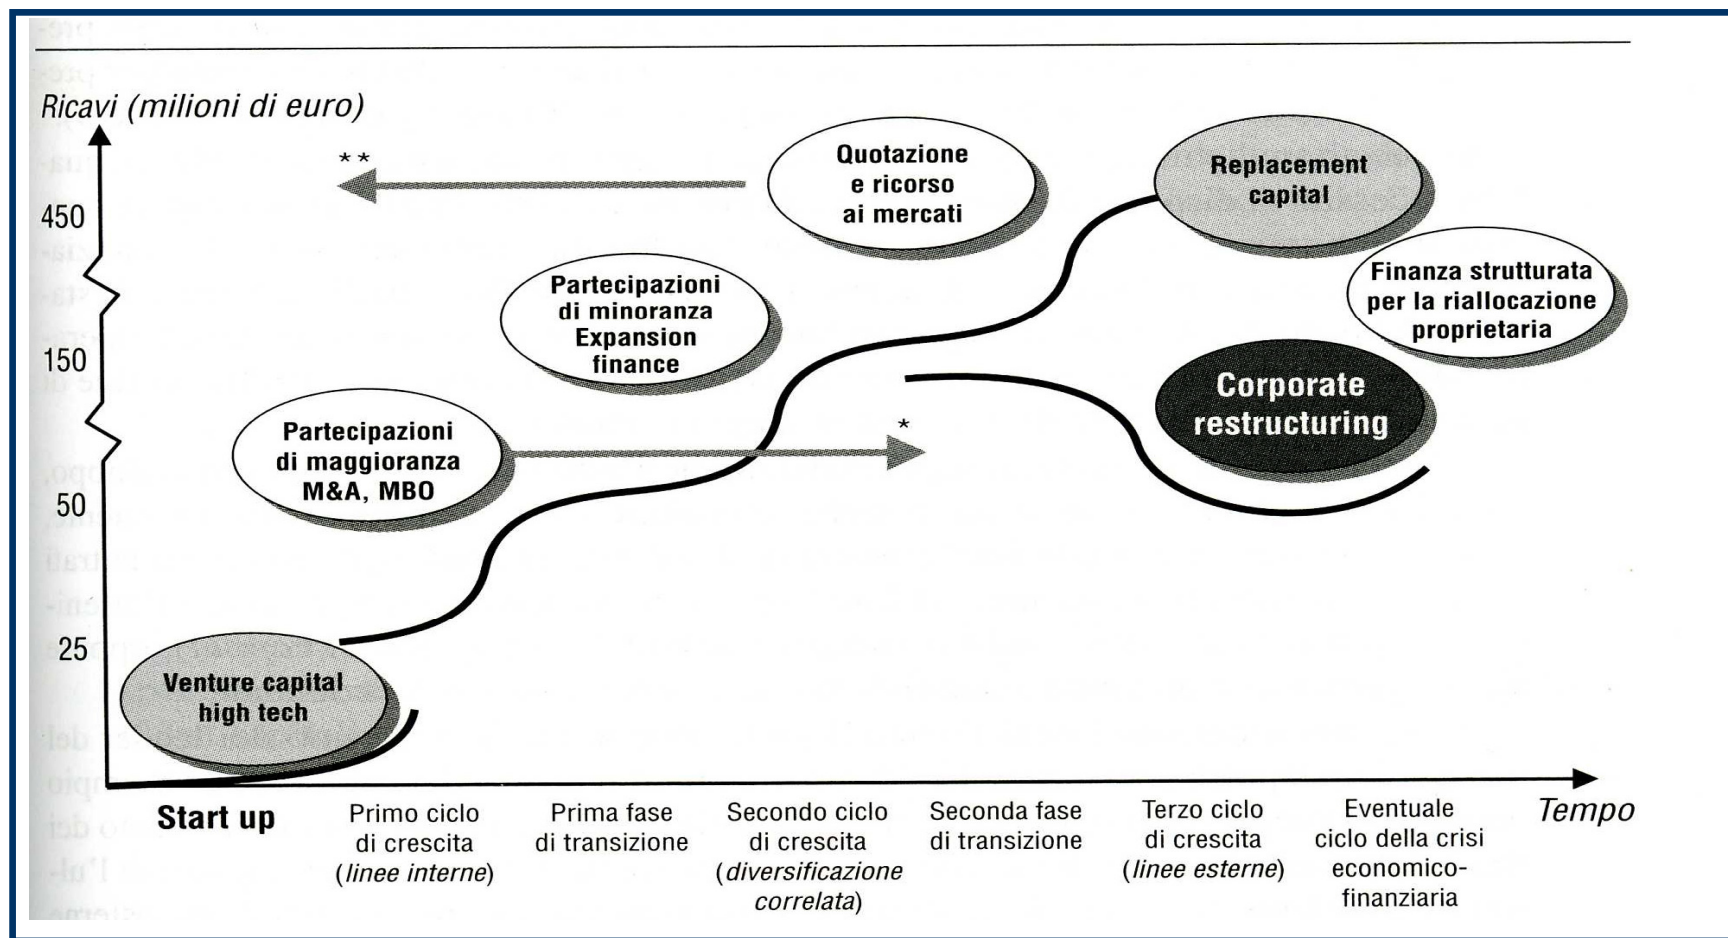 Ricavi (milioni di euro)
**
450
150
50
25
Quotazione
e ricorso
ai mercati
Replacement
capital
Partecipazioni
di minoranza
Expansion
finance
Finanza strutturata
per la riallocazione
proprietaria
Partecipazioni
di maggioranza
M&A, MBO
*
Corporate
restructuring
Venture capital
high tech
Start up
Primo ciclo
di crescita
(linee interne)
Prima fase
di transizione
Secondo ciclo
di crescita
(diversificazione
correlata)
Seconda fase
di transizione
Terzo ciclo
di crescita
(linee esterne)
Eventuale
ciclo della crisi
economico-
finanziaria
Tempo